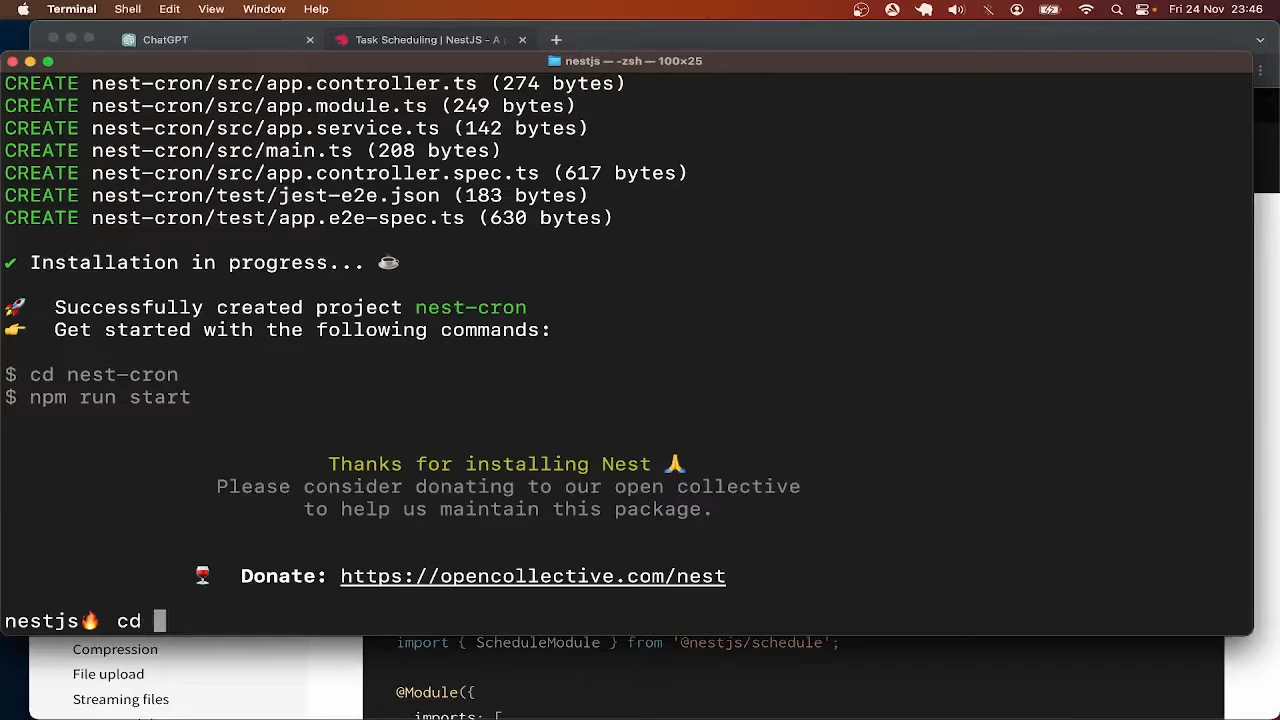 Terminal Shell Edit View Window Help Fri 24 Nov 23:46
ChatGPT Task Scheduling | NestJS - A
nestjs — -zsh — 100×25
CREATE nest-cron/src/app.controller.ts (274 bytes)
CREATE nest-cron/src/app.module.ts (249 bytes)
CREATE nest-cron/src/app.service.ts (142 bytes)
CREATE nest-cron/src/main.ts (208 bytes)
CREATE nest-cron/src/app.controller.spec.ts (617 bytes)
CREATE nest-cron/test/jest-e2e.json (183 bytes)
CREATE nest-cron/test/app.e2e-spec.ts (630 bytes)
✔ Installation in progress... ☕
🚀 Successfully created project nest-cron
👉 Get started with the following commands:
$ cd nest-cron
$ npm run start
Thanks for installing Nest 🙏
Please consider donating to our open collective
to help us maintain this package.
🍷 Donate: https://opencollective.com/nest
nestjs🔥 cd
Compression
File upload
Streaming files
import { ScheduleModule } from '@nestjs/schedule';
@Module({
imports: [